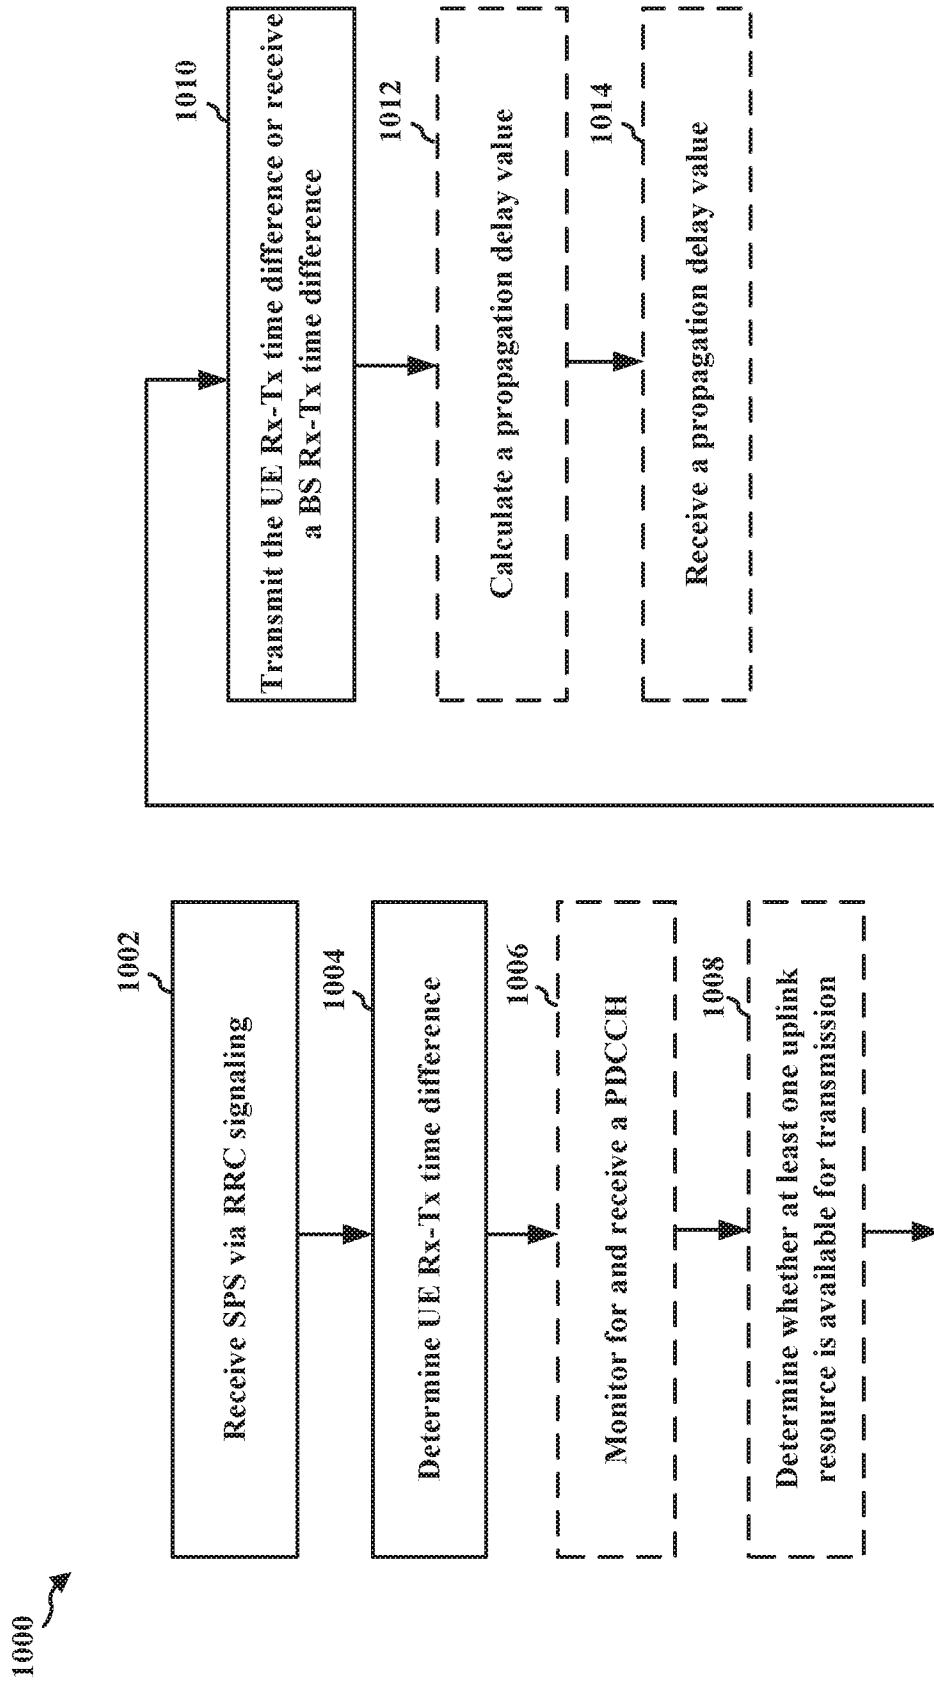 1000
1002
Receive SPS via RRC signaling
1004
Determine UE Rx-Tx time difference
1006
Monitor for and receive a PDCCH
1008
Determine whether at least one uplink
resource is available for transmission
1010
Transmit the UE Rx-Tx time difference or receive
a BS Rx-Tx time difference
1012
Calculate a propagation delay value
1014
Receive a propagation delay value